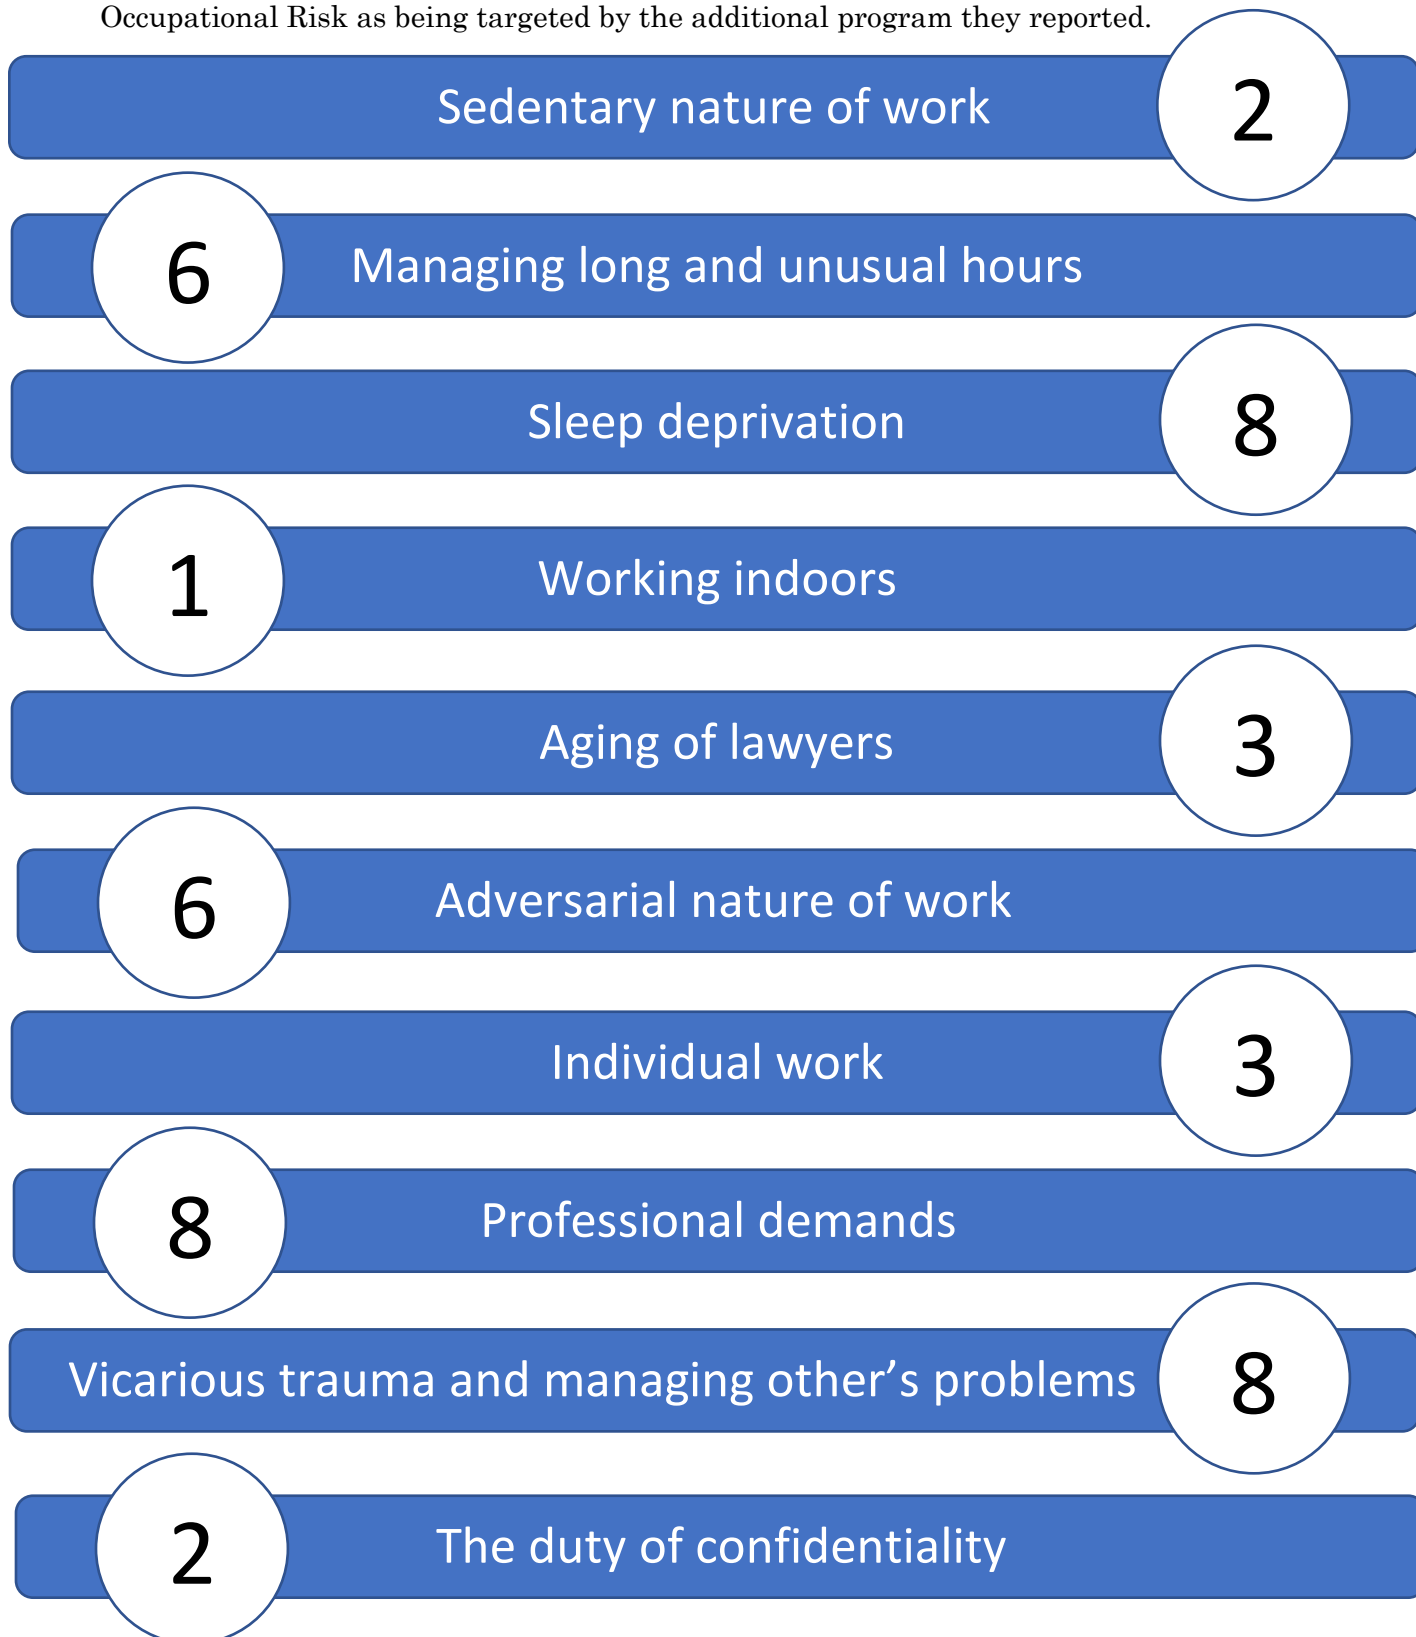 Occupational Risk as being targeted by the additional program they reported.
Sedentary nature of work 2
6 Managing long and unusual hours
Sleep deprivation 8
1 Working indoors
Aging of lawyers 3
6 Adversarial nature of work
Individual work 3
8 Professional demands
Vicarious trauma and managing other’s problems 8
2 The duty of confidentiality